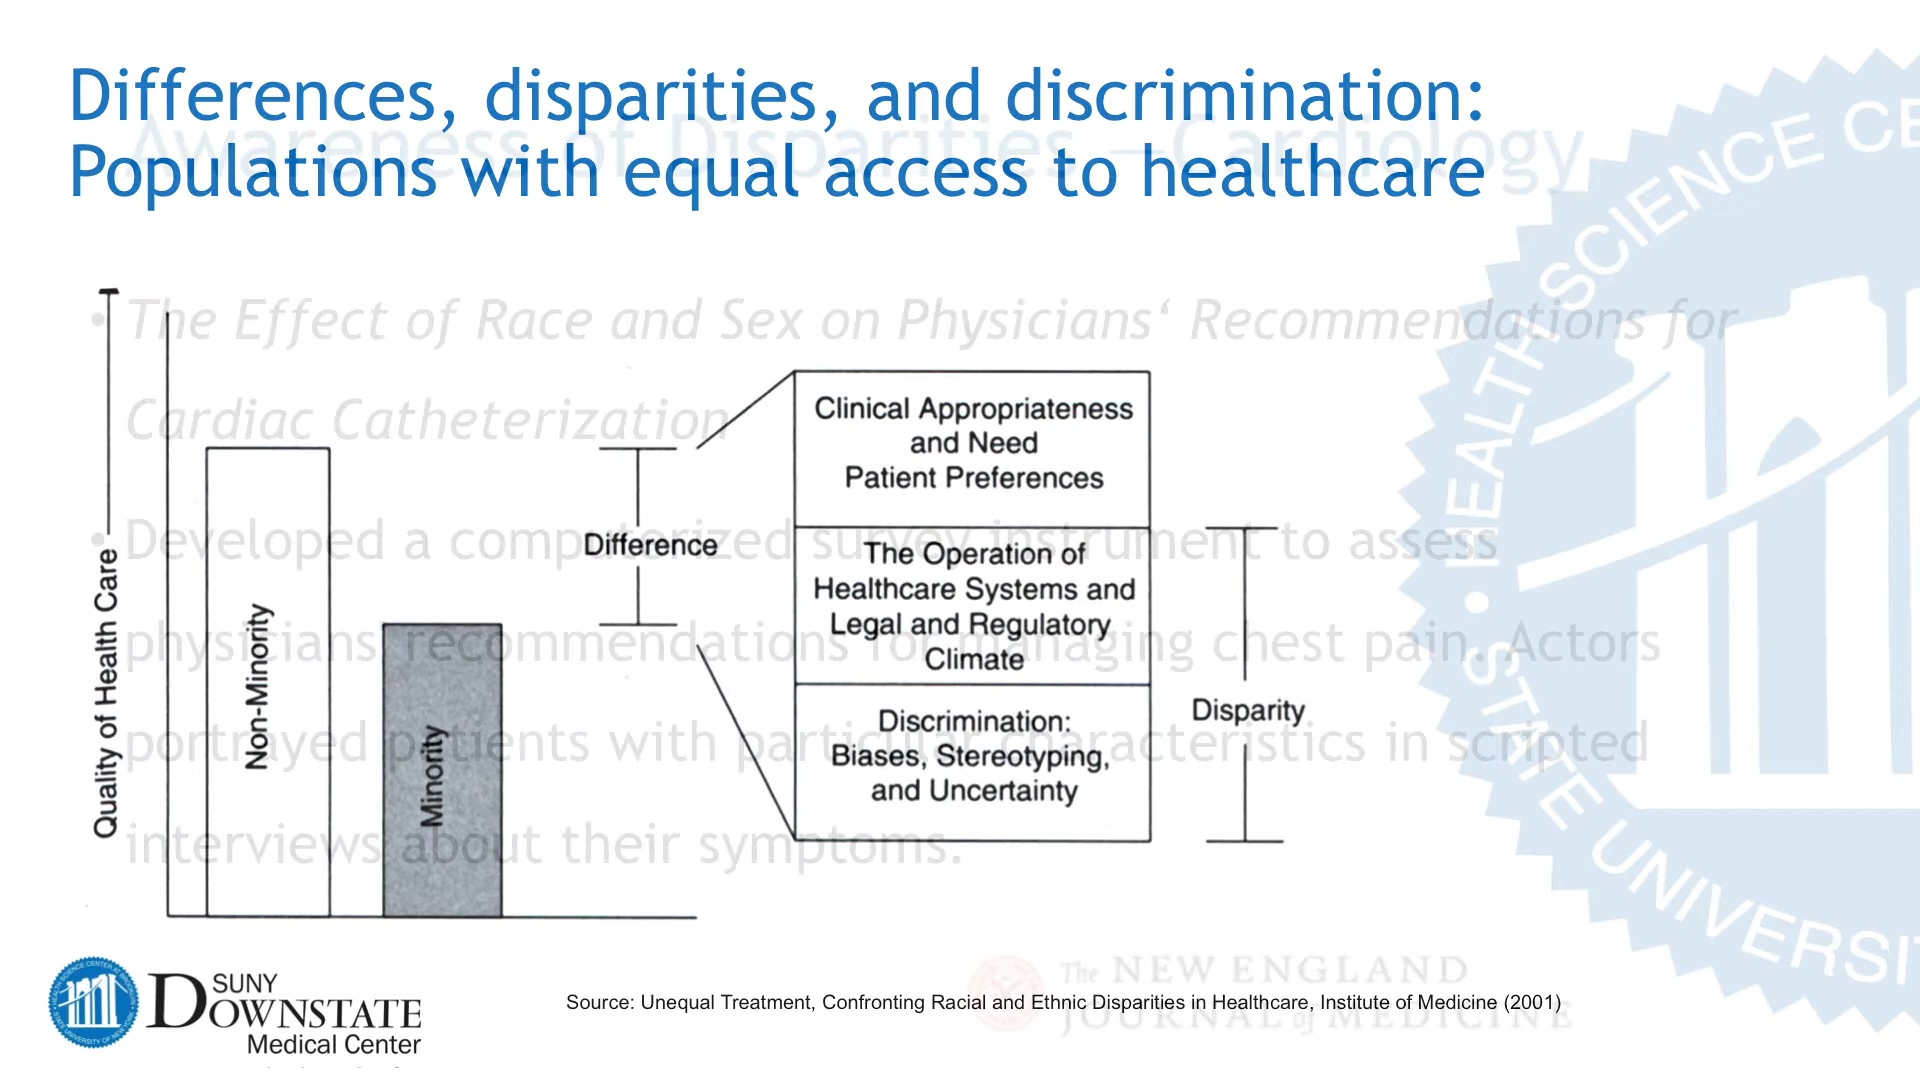 Differences, disparities, and discrimination:
Populations with equal access to healthcare
Awareness of Disparities – Cardiology
• The Effect of Race and Sex on Physicians‘ Recommendations for
Cardiac Catheterization
• Developed a computerized survey instrument to assess
physicians recommendations for managing chest pain. Actors
portrayed patients with particular characteristics in scripted
interviews about their symptoms.
Quality of Health Care
Non-Minority
Minority
Difference
Clinical Appropriateness
and Need
Patient Preferences
The Operation of
Healthcare Systems and
Legal and Regulatory
Climate
Discrimination:
Biases, Stereotyping,
and Uncertainty
Disparity
SUNY
DOWNSTATE
Medical Center
Source: Unequal Treatment, Confronting Racial and Ethnic Disparities in Healthcare, Institute of Medicine (2001)
The NEW ENGLAND
JOURNAL of MEDICINE
STATE UNIVERSI
• HEALTH SCIENCE CE